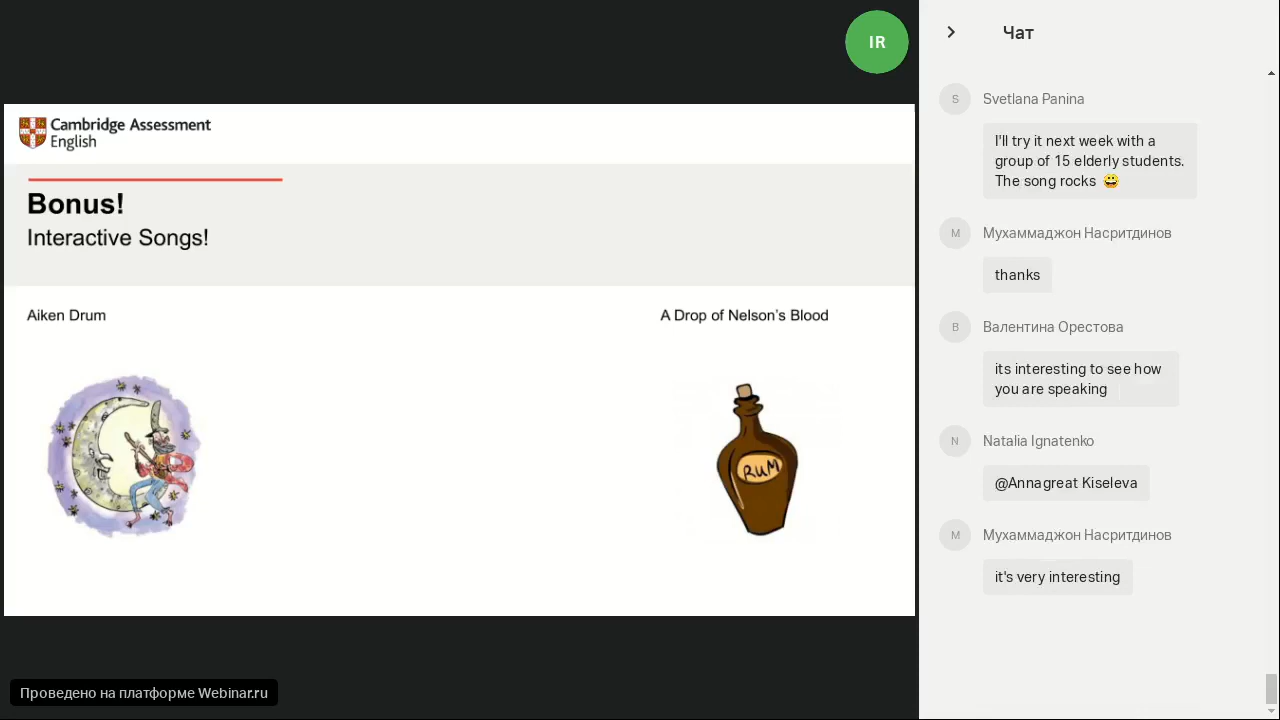 IR
Cambridge Assessment
English
Bonus!
Interactive Songs!
Aiken Drum
A Drop of Nelson's Blood
RUM
Проведено на платформе Webinar.ru
Чат
S
Svetlana Panina
I'll try it next week with a
group of 15 elderly students.
The song rocks 😀
М
Мухаммаджон Насритдинов
thanks
В
Валентина Орестова
its interesting to see how
you are speaking
N
Natalia Ignatenko
@Annagreat Kiseleva
М
Мухаммаджон Насритдинов
it's very interesting